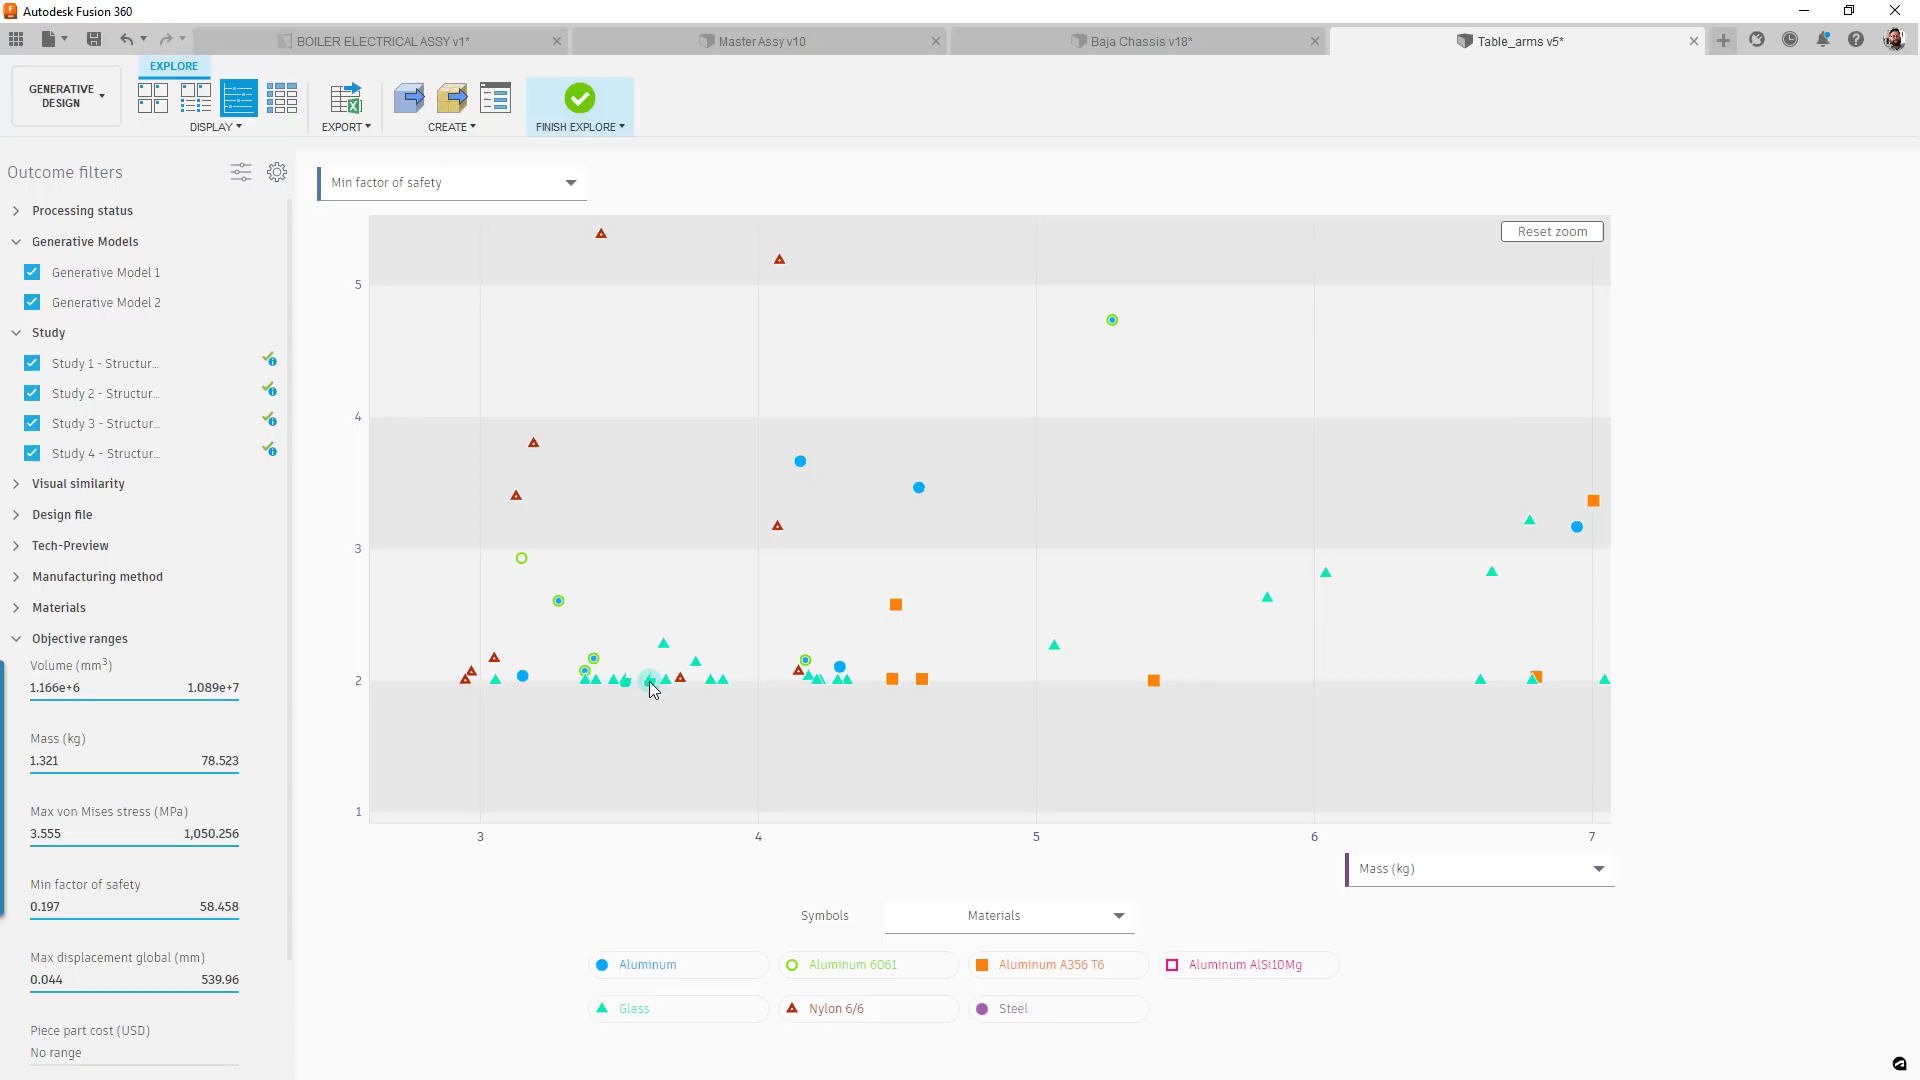 Autodesk Fusion 360
BOILER ELECTRICAL ASSY v1*
Master Assy v10
Baja Chassis v18*
Table_arms v5*
GENERATIVE DESIGN
EXPLORE
DISPLAY
EXPORT
CREATE
FINISH EXPLORE
Outcome filters
Processing status
Generative Models
Generative Model 1
Generative Model 2
Study
Study 1 - Structur...
Study 2 - Structur...
Study 3 - Structur...
Study 4 - Structur...
Visual similarity
Design file
Tech-Preview
Manufacturing method
Materials
Objective ranges
Volume (mm³)
1.166e+6 1.089e+7
Mass (kg)
1.321 78.523
Max von Mises stress (MPa)
3.555 1,050.256
Min factor of safety
0.197 58.458
Max displacement global (mm)
0.044 539.96
Piece part cost (USD)
No range
Min factor of safety
Reset zoom
5
4
3
2
1
3 4 5 6 7
Mass (kg)
Symbols Materials
Aluminum Aluminum 6061 Aluminum A356 T6 Aluminum AlSi10Mg
Glass Nylon 6/6 Steel